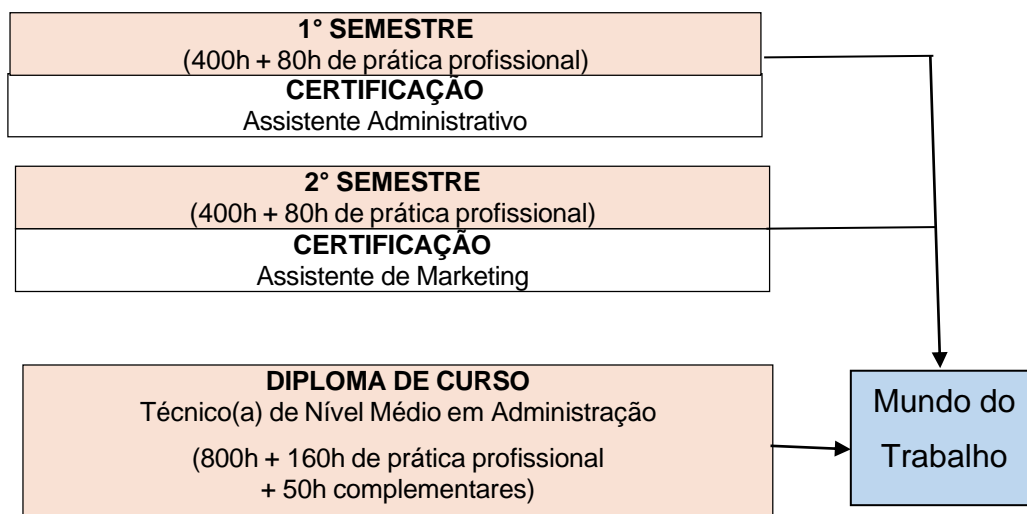 1° SEMESTRE
(400h + 80h de prática profissional)
CERTIFICAÇÃO
Assistente Administrativo
2° SEMESTRE
(400h + 80h de prática profissional)
CERTIFICAÇÃO
Assistente de Marketing
DIPLOMA DE CURSO
Técnico(a) de Nível Médio em Administração
(800h + 160h de prática profissional
+ 50h complementares)
Mundo do
Trabalho